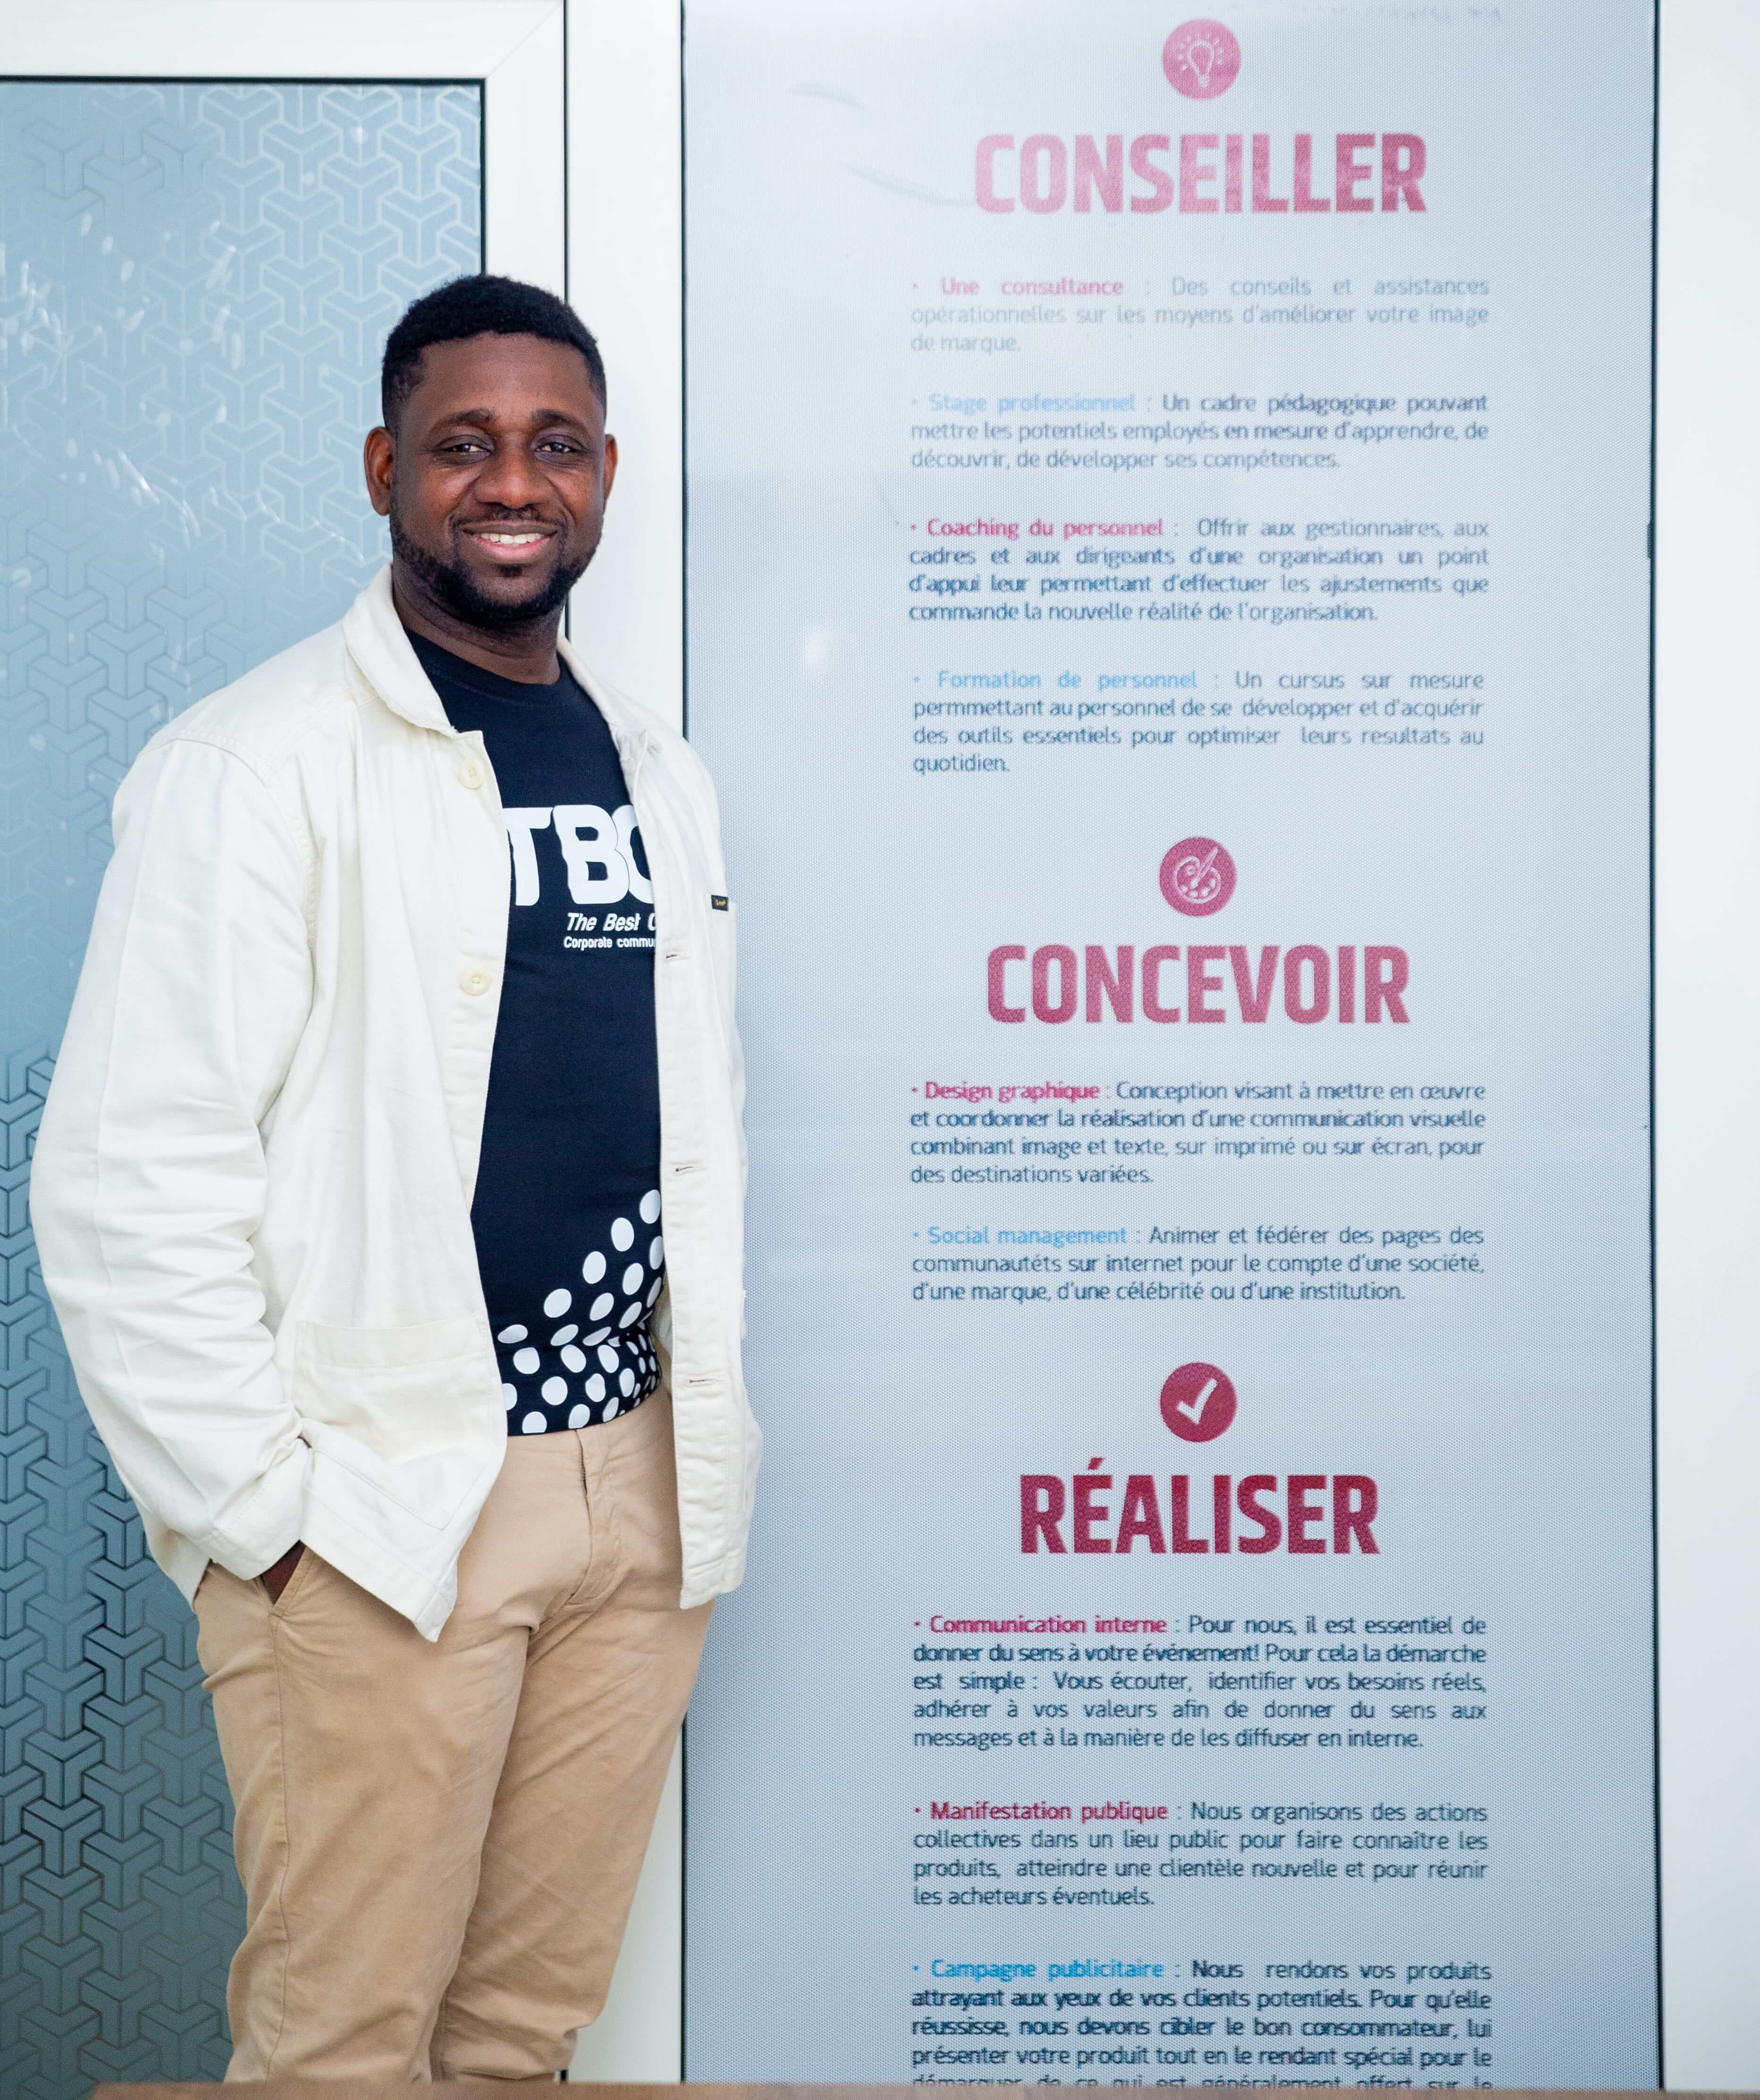 TBC
The Best C
Corporate commu
CONSEILLER
· Une consultance : Des conseils et assistances
opérationnelles sur les moyens d'améliorer votre image
de marque.
· Stage professionnel : Un cadre pédagogique pouvant
mettre les potentiels employés en mesure d'apprendre, de
découvrir, de développer ses compétences.
· Coaching du personnel : Offrir aux gestionnaires, aux
cadres et aux dirigeants d'une organisation un point
d'appui leur permettant d'effectuer les ajustements que
commande la nouvelle réalité de l'organisation.
· Formation de personnel : Un cursus sur mesure
permmettant au personnel de se développer et d'acquérir
des outils essentiels pour optimiser leurs resultats au
quotidien.
CONCEVOIR
· Design graphique : Conception visant à mettre en œuvre
et coordonner la réalisation d'une communication visuelle
combinant image et texte, sur imprimé ou sur écran, pour
des destinations variées.
· Social management : Animer et fédérer des pages des
communautéts sur internet pour le compte d'une société,
d'une marque, d'une célébrité ou d'une institution.
RÉALISER
· Communication interne : Pour nous, il est essentiel de
donner du sens à votre événement! Pour cela la démarche
est simple : Vous écouter, identifier vos besoins réels,
adhérer à vos valeurs afin de donner du sens aux
messages et à la manière de les diffuser en interne.
· Manifestation publique : Nous organisons des actions
collectives dans un lieu public pour faire connaître les
produits, atteindre une clientèle nouvelle et pour réunir
les acheteurs éventuels.
· Campagne publicitaire : Nous rendons vos produits
attrayant aux yeux de vos clients potentiels. Pour qu'elle
réussisse, nous devons cibler le bon consommateur, lui
présenter votre produit tout en le rendant spécial pour le
démarquer de ce qui est généralement offert sur le